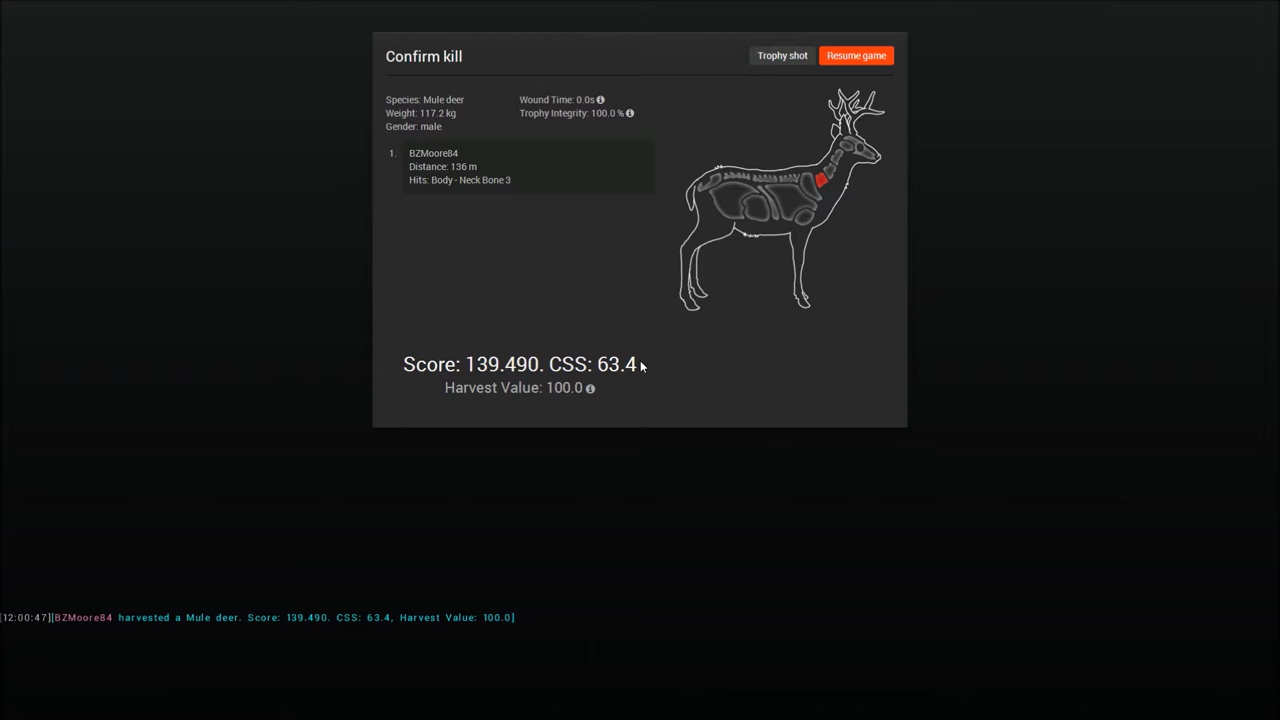 Confirm kill
Trophy shot
Resume game
Species: Mule deer
Weight: 117.2 kg
Gender: male
Wound Time: 0.0s
Trophy Integrity: 100.0 %
1.
BZMoore84
Distance: 136 m
Hits: Body - Neck Bone 3
Score: 139.490. CSS: 63.4
Harvest Value: 100.0
[12:00:47][BZMoore84 harvested a Mule deer. Score: 139.490. CSS: 63.4, Harvest Value: 100.0]